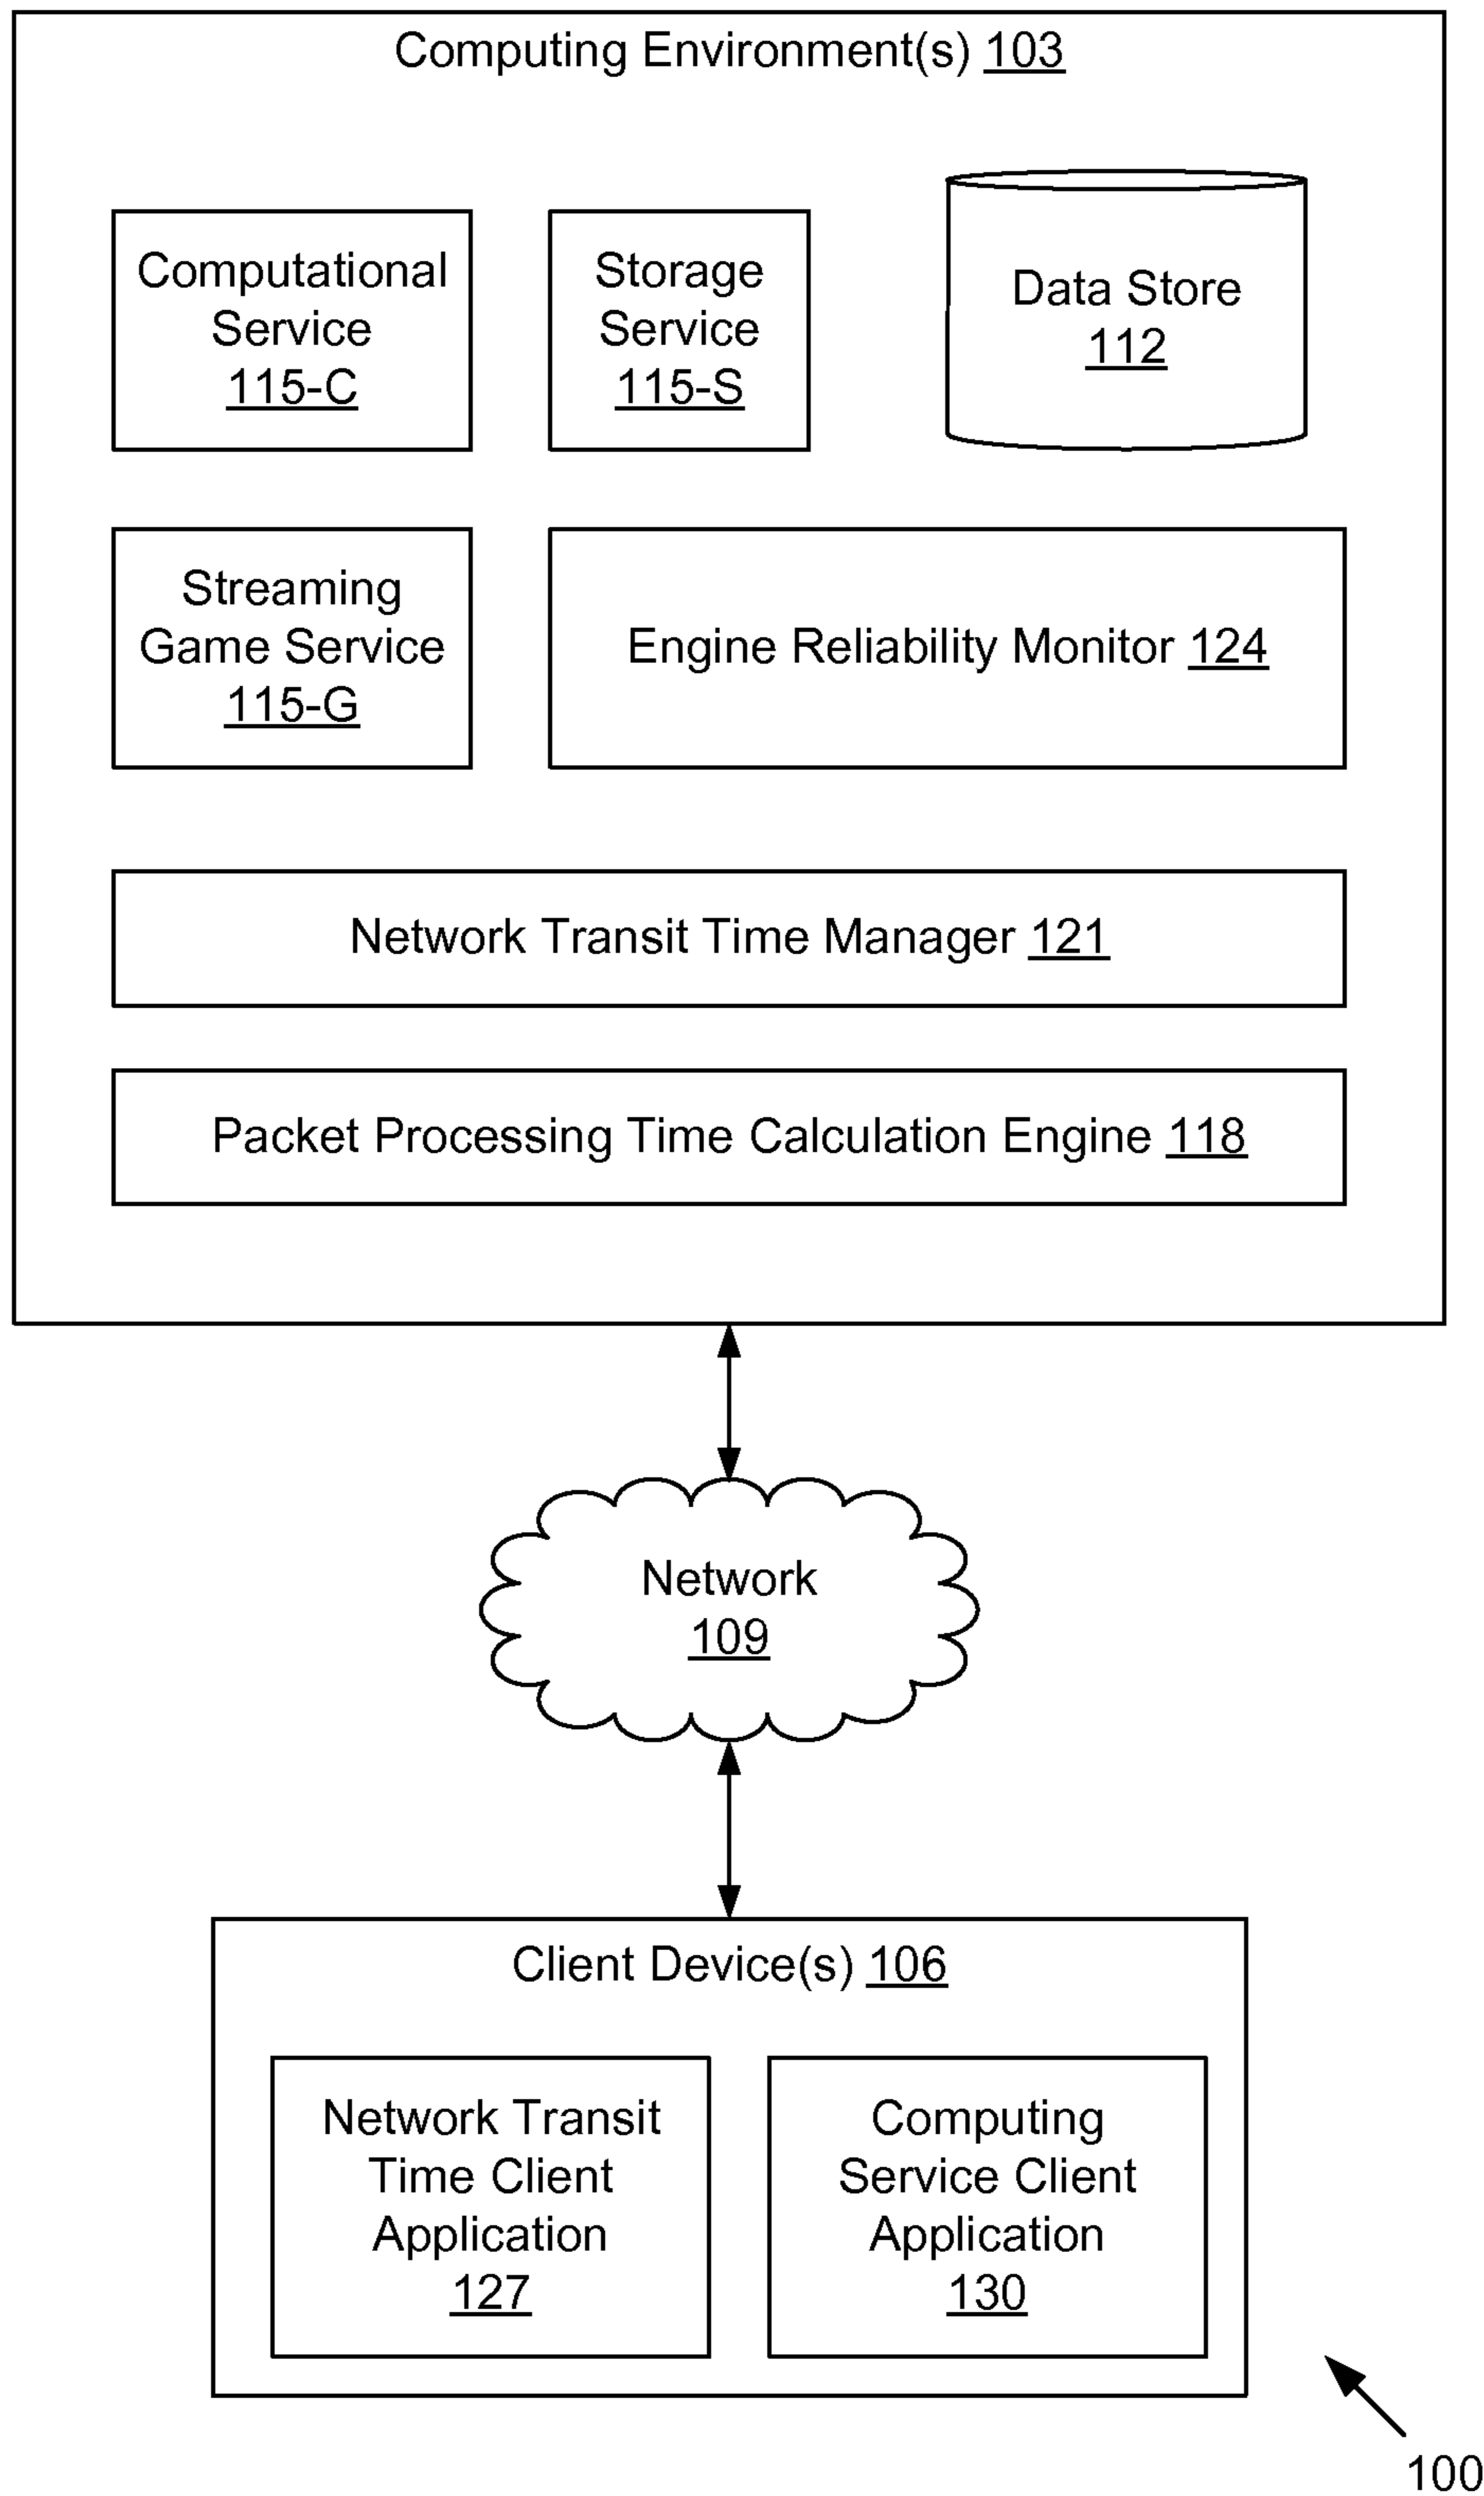 Computing Environment(s) 103
Computational
Service
115-C
Storage
Service
115-S
Data Store
112
Streaming
Game Service
115-G
Engine Reliability Monitor 124
Network Transit Time Manager 121
Packet Processing Time Calculation Engine 118
Network
109
Client Device(s) 106
Network Transit
Time Client
Application
127
Computing
Service Client
Application
130
100